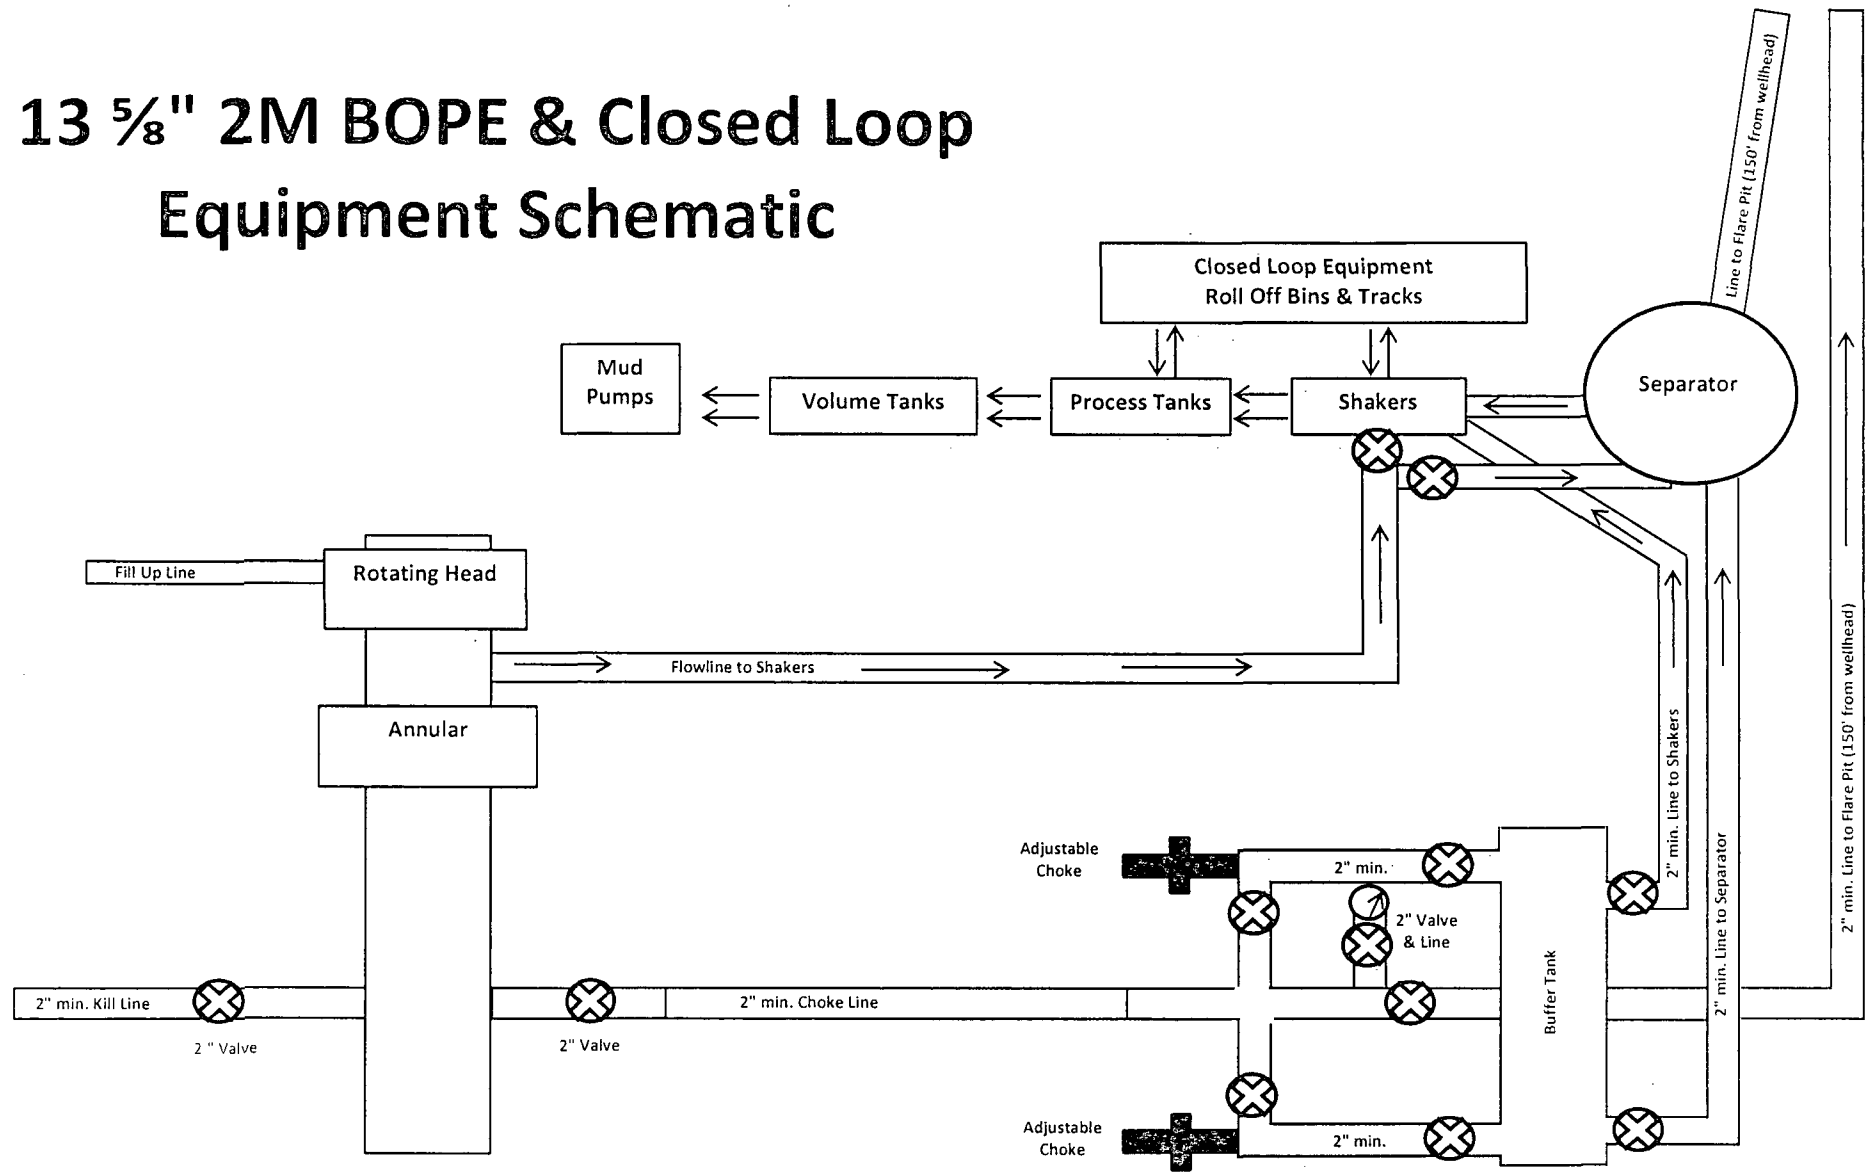 13 ⅝" 2M BOPE & Closed Loop
Equipment Schematic
Line to Flare Pit (150' from wellhead)
Closed Loop Equipment
Roll Off Bins & Tracks
Mud
Pumps
Volume Tanks
Process Tanks
Shakers
Separator
Fill Up Line
Rotating Head
Flowline to Shakers
Annular
2" min. Line to Shakers
2" min. Line to Separator
2" min. Line to Flare Pit (150' from wellhead)
Adjustable
Choke
2" min.
2" Valve
& Line
Buffer Tank
2" min. Kill Line
2" min. Choke Line
2 " Valve
2" Valve
Adjustable
Choke
2" min.